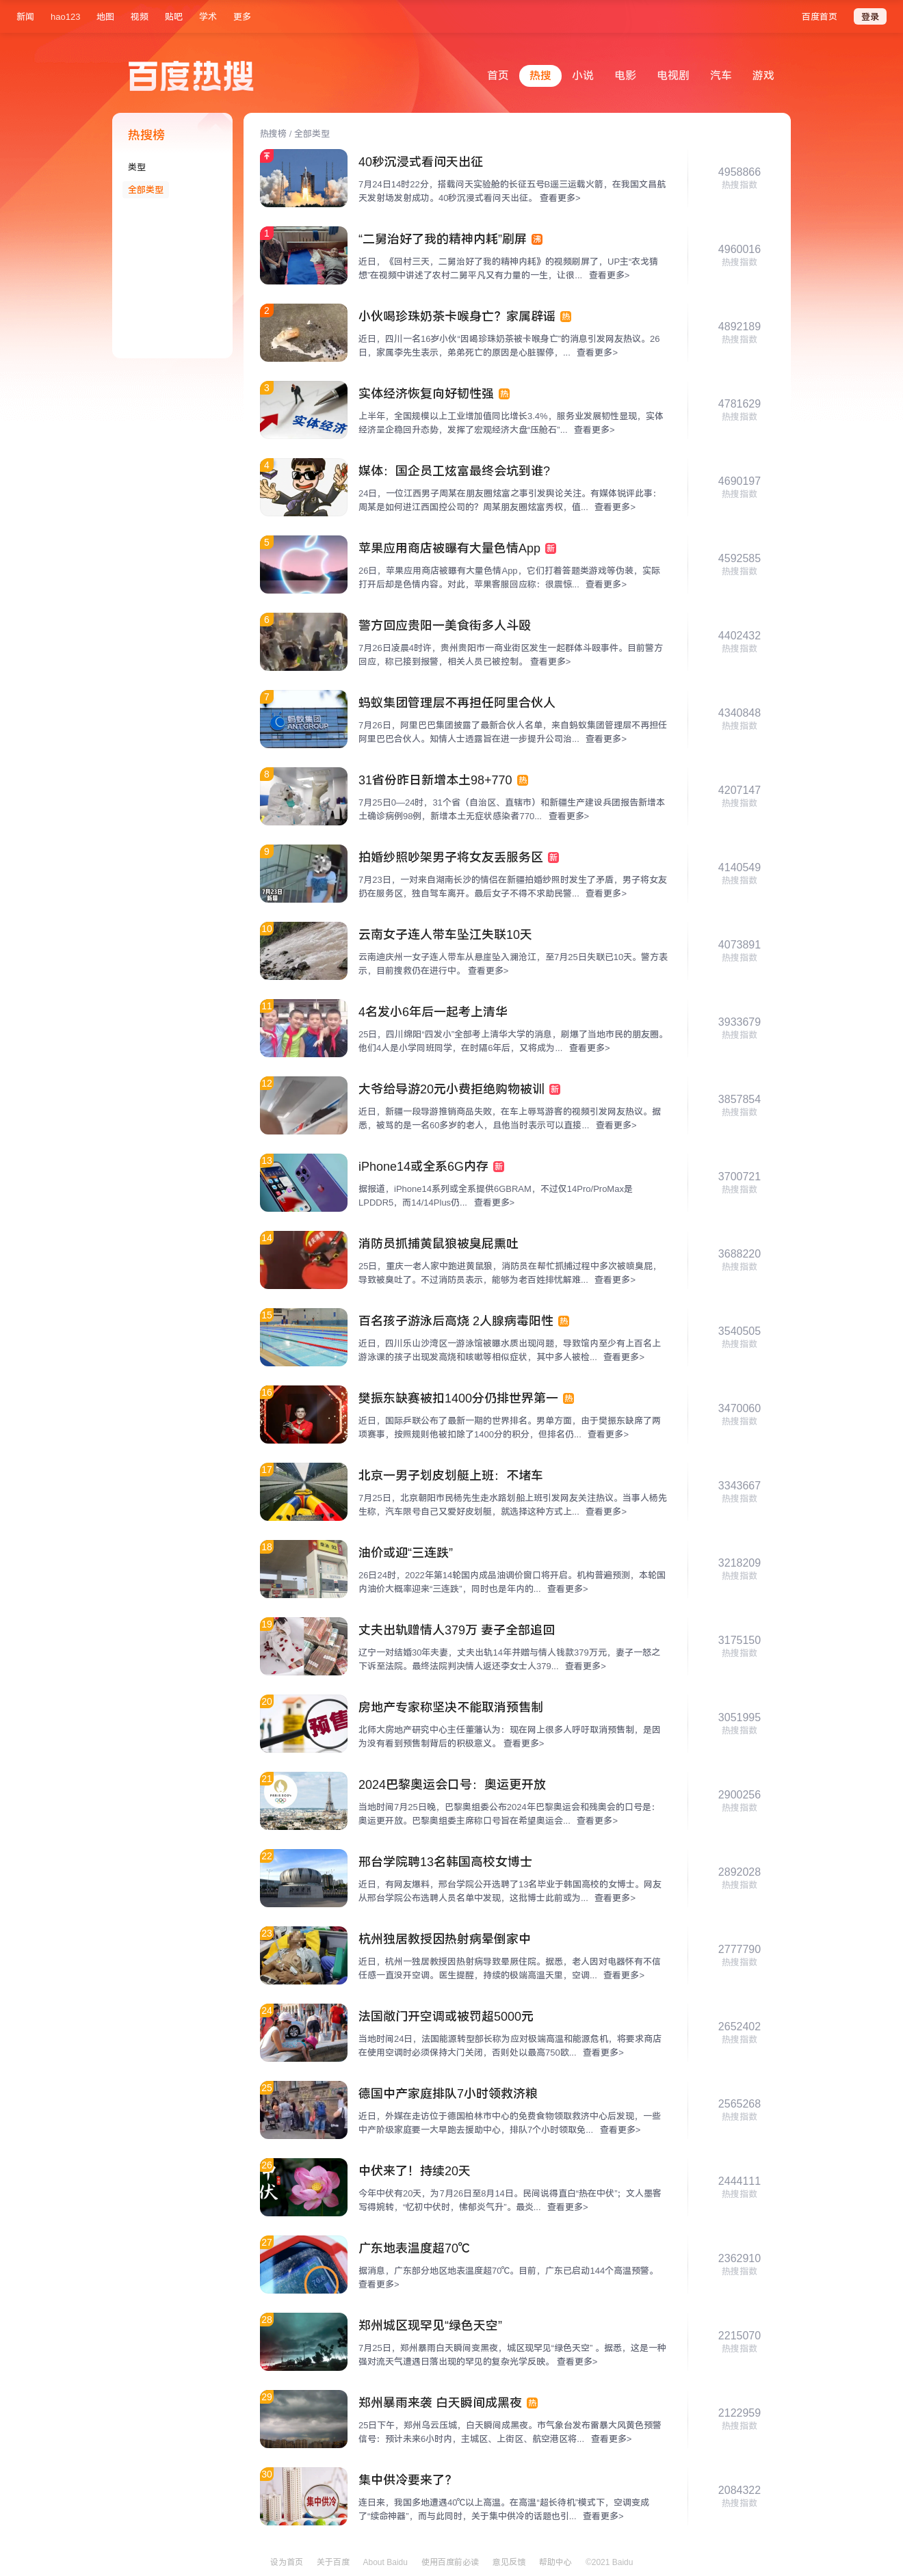 新闻 hao123 地图 视频 贴吧 学术 更多 百度首页 登录
百度热搜
首页 热搜 小说 电影 电视剧 汽车 游戏
热搜榜
类型
全部类型
热搜榜 / 全部类型
40秒沉浸式看问天出征
7月24日14时22分，搭载问天实验舱的长征五号B遥三运载火箭，在我国文昌航
天发射场发射成功。40秒沉浸式看问天出征。 查看更多>
4958866
热搜指数
1
“二舅治好了我的精神内耗”刷屏 沸
近日，《回村三天，二舅治好了我的精神内耗》的视频刷屏了，UP主“衣戈猜
想”在视频中讲述了农村二舅平凡又有力量的一生，让很... 查看更多>
4960016
热搜指数
2
小伙喝珍珠奶茶卡喉身亡？家属辟谣 热
近日，四川一名16岁小伙“因喝珍珠奶茶被卡喉身亡”的消息引发网友热议。26
日，家属李先生表示，弟弟死亡的原因是心脏骤停，... 查看更多>
4892189
热搜指数
3
实体经济
实体经济恢复向好韧性强 热
上半年，全国规模以上工业增加值同比增长3.4%，服务业发展韧性显现，实体
经济呈企稳回升态势，发挥了宏观经济大盘“压舱石”... 查看更多>
4781629
热搜指数
4
媒体：国企员工炫富最终会坑到谁?
24日，一位江西男子周某在朋友圈炫富之事引发舆论关注。有媒体锐评此事：
周某是如何进江西国控公司的？周某朋友圈炫富秀权，值... 查看更多>
4690197
热搜指数
5
苹果应用商店被曝有大量色情App 新
26日，苹果应用商店被曝有大量色情App，它们打着答题类游戏等伪装，实际
打开后却是色情内容。对此，苹果客服回应称：很震惊... 查看更多>
4592585
热搜指数
6
警方回应贵阳一美食街多人斗殴
7月26日凌晨4时许，贵州贵阳市一商业街区发生一起群体斗殴事件。目前警方
回应，称已接到报警，相关人员已被控制。 查看更多>
4402432
热搜指数
7
蚂蚁集团
ANT GROUP
蚂蚁集团管理层不再担任阿里合伙人
7月26日，阿里巴巴集团披露了最新合伙人名单，来自蚂蚁集团管理层不再担任
阿里巴巴合伙人。知情人士透露旨在进一步提升公司治... 查看更多>
4340848
热搜指数
8
31省份昨日新增本土98+770 热
7月25日0—24时，31个省（自治区、直辖市）和新疆生产建设兵团报告新增本
土确诊病例98例，新增本土无症状感染者770... 查看更多>
4207147
热搜指数
9
7月23日
新疆
拍婚纱照吵架男子将女友丢服务区 新
7月23日，一对来自湖南长沙的情侣在新疆拍婚纱照时发生了矛盾，男子将女友
扔在服务区，独自驾车离开。最后女子不得不求助民警... 查看更多>
4140549
热搜指数
10
云南女子连人带车坠江失联10天
云南迪庆州一女子连人带车从悬崖坠入澜沧江，至7月25日失联已10天。警方表
示，目前搜救仍在进行中。 查看更多>
4073891
热搜指数
11
4名发小6年后一起考上清华
25日，四川绵阳“四发小”全部考上清华大学的消息，刷爆了当地市民的朋友圈。
他们4人是小学同班同学，在时隔6年后，又将成为... 查看更多>
3933679
热搜指数
12
大爷给导游20元小费拒绝购物被训 新
近日，新疆一段导游推销商品失败，在车上辱骂游客的视频引发网友热议。据
悉，被骂的是一名60多岁的老人，且他当时表示可以直接... 查看更多>
3857854
热搜指数
13
iPhone14或全系6G内存 新
据报道，iPhone14系列或全系提供6GBRAM，不过仅14Pro/ProMax是
LPDDR5，而14/14Plus仍... 查看更多>
3700721
热搜指数
14
消防员抓捕黄鼠狼被臭屁熏吐
25日，重庆一老人家中跑进黄鼠狼，消防员在帮忙抓捕过程中多次被喷臭屁，
导致被臭吐了。不过消防员表示，能够为老百姓排忧解难... 查看更多>
3688220
热搜指数
15
百名孩子游泳后高烧 2人腺病毒阳性 热
近日，四川乐山沙湾区一游泳馆被曝水质出现问题，导致馆内至少有上百名上
游泳课的孩子出现发高烧和咳嗽等相似症状，其中多人被检... 查看更多>
3540505
热搜指数
16
樊振东缺赛被扣1400分仍排世界第一 热
近日，国际乒联公布了最新一期的世界排名。男单方面，由于樊振东缺席了两
项赛事，按照规则他被扣除了1400分的积分，但排名仍... 查看更多>
3470060
热搜指数
17
北京一男子划皮划艇上班：不堵车
7月25日，北京朝阳市民杨先生走水路划船上班引发网友关注热议。当事人杨先
生称，汽车限号自己又爱好皮划艇，就选择这种方式上... 查看更多>
3343667
热搜指数
18
油价或迎“三连跌”
26日24时，2022年第14轮国内成品油调价窗口将开启。机构普遍预测，本轮国
内油价大概率迎来“三连跌”，同时也是年内的... 查看更多>
3218209
热搜指数
19
丈夫出轨赠情人379万 妻子全部追回
辽宁一对结婚30年夫妻，丈夫出轨14年并赠与情人钱款379万元，妻子一怒之
下诉至法院。最终法院判决情人返还李女士人379... 查看更多>
3175150
热搜指数
20
预售
房地产专家称坚决不能取消预售制
北师大房地产研究中心主任董藩认为：现在网上很多人呼吁取消预售制，是因
为没有看到预售制背后的积极意义。 查看更多>
3051995
热搜指数
21
2024巴黎奥运会口号：奥运更开放
当地时间7月25日晚，巴黎奥组委公布2024年巴黎奥运会和残奥会的口号是：
奥运更开放。巴黎奥组委主席称口号旨在希望奥运会... 查看更多>
2900256
热搜指数
22
邢台学院聘13名韩国高校女博士
近日，有网友爆料，邢台学院公开选聘了13名毕业于韩国高校的女博士。网友
从邢台学院公布选聘人员名单中发现，这批博士此前或为... 查看更多>
2892028
热搜指数
23
杭州独居教授因热射病晕倒家中
近日，杭州一独居教授因热射病导致晕厥住院。据悉，老人因对电器怀有不信
任感一直没开空调。医生提醒，持续的极端高温天里，空调... 查看更多>
2777790
热搜指数
24
法国敞门开空调或被罚超5000元
当地时间24日，法国能源转型部长称为应对极端高温和能源危机，将要求商店
在使用空调时必须保持大门关闭，否则处以最高750欧... 查看更多>
2652402
热搜指数
25
德国中产家庭排队7小时领救济粮
近日，外媒在走访位于德国柏林市中心的免费食物领取救济中心后发现，一些
中产阶级家庭要一大早跑去援助中心，排队7个小时领取免... 查看更多>
2565268
热搜指数
26
中伏
中伏来了！持续20天
今年中伏有20天，为7月26日至8月14日。民间说得直白“热在中伏”；文人墨客
写得婉转，“忆初中伏时，怫郁炎气升”。最炎... 查看更多>
2444111
热搜指数
27
广东地表温度超70℃
据消息，广东部分地区地表温度超70℃。目前，广东已启动144个高温预警。
查看更多>
2362910
热搜指数
28
郑州城区现罕见“绿色天空”
7月25日，郑州暴雨白天瞬间变黑夜，城区现罕见“绿色天空” 。据悉，这是一种
强对流天气遭遇日落出现的罕见的复杂光学反映。 查看更多>
2215070
热搜指数
29
郑州暴雨来袭 白天瞬间成黑夜 热
25日下午，郑州乌云压城，白天瞬间成黑夜。市气象台发布雷暴大风黄色预警
信号：预计未来6小时内，主城区、上街区、航空港区将... 查看更多>
2122959
热搜指数
30
集中供冷
集中供冷要来了？
连日来，我国多地遭遇40℃以上高温。在高温“超长待机”模式下，空调变成
了“续命神器”，而与此同时，关于集中供冷的话题也引... 查看更多>
2084322
热搜指数
设为首页 关于百度 About Baidu 使用百度前必读 意见反馈 帮助中心 ©2021 Baidu